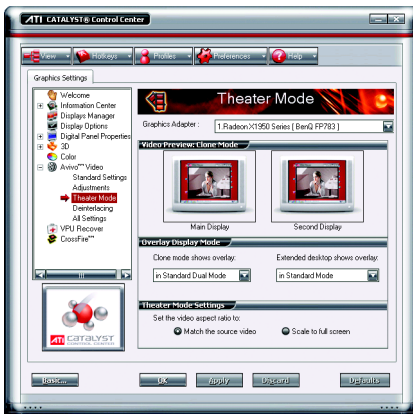 ATI CATALYST® Control Center
View
Hotkeys
Profiles
Preferences
Help
Graphics Settings
Welcome
Information Center
Displays Manager
Display Options
Digital Panel Properties
3D
Color
Avivo™ Video
Standard Settings
Adjustments
Theater Mode
Deinterlacing
All Settings
VPU Recover
CrossFire™
ATI CATALYST
CONTROL CENTER
Theater Mode
Graphics Adapter :
1.Radeon X1950 Series [ BenQ FP783 ]
Video Preview: Clone Mode
Main Display
Second Display
Overlay Display Mode
Clone mode shows overlay:
Extended desktop shows overlay:
in Standard Dual Mode
in Standard Mode
Theater Mode Settings
Set the video aspect ratio to:
Match the source video
Scale to full screen
Basic...
OK
Apply
Discard
Defaults